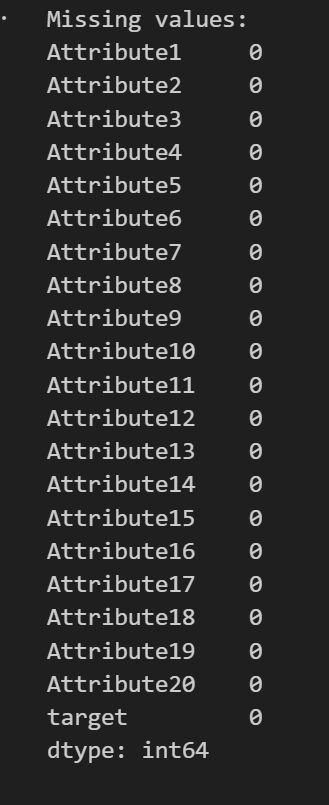 Missing values:
Attribute1 0
Attribute2 0
Attribute3 0
Attribute4 0
Attribute5 0
Attribute6 0
Attribute7 0
Attribute8 0
Attribute9 0
Attribute10 0
Attribute11 0
Attribute12 0
Attribute13 0
Attribute14 0
Attribute15 0
Attribute16 0
Attribute17 0
Attribute18 0
Attribute19 0
Attribute20 0
target 0
dtype: int64